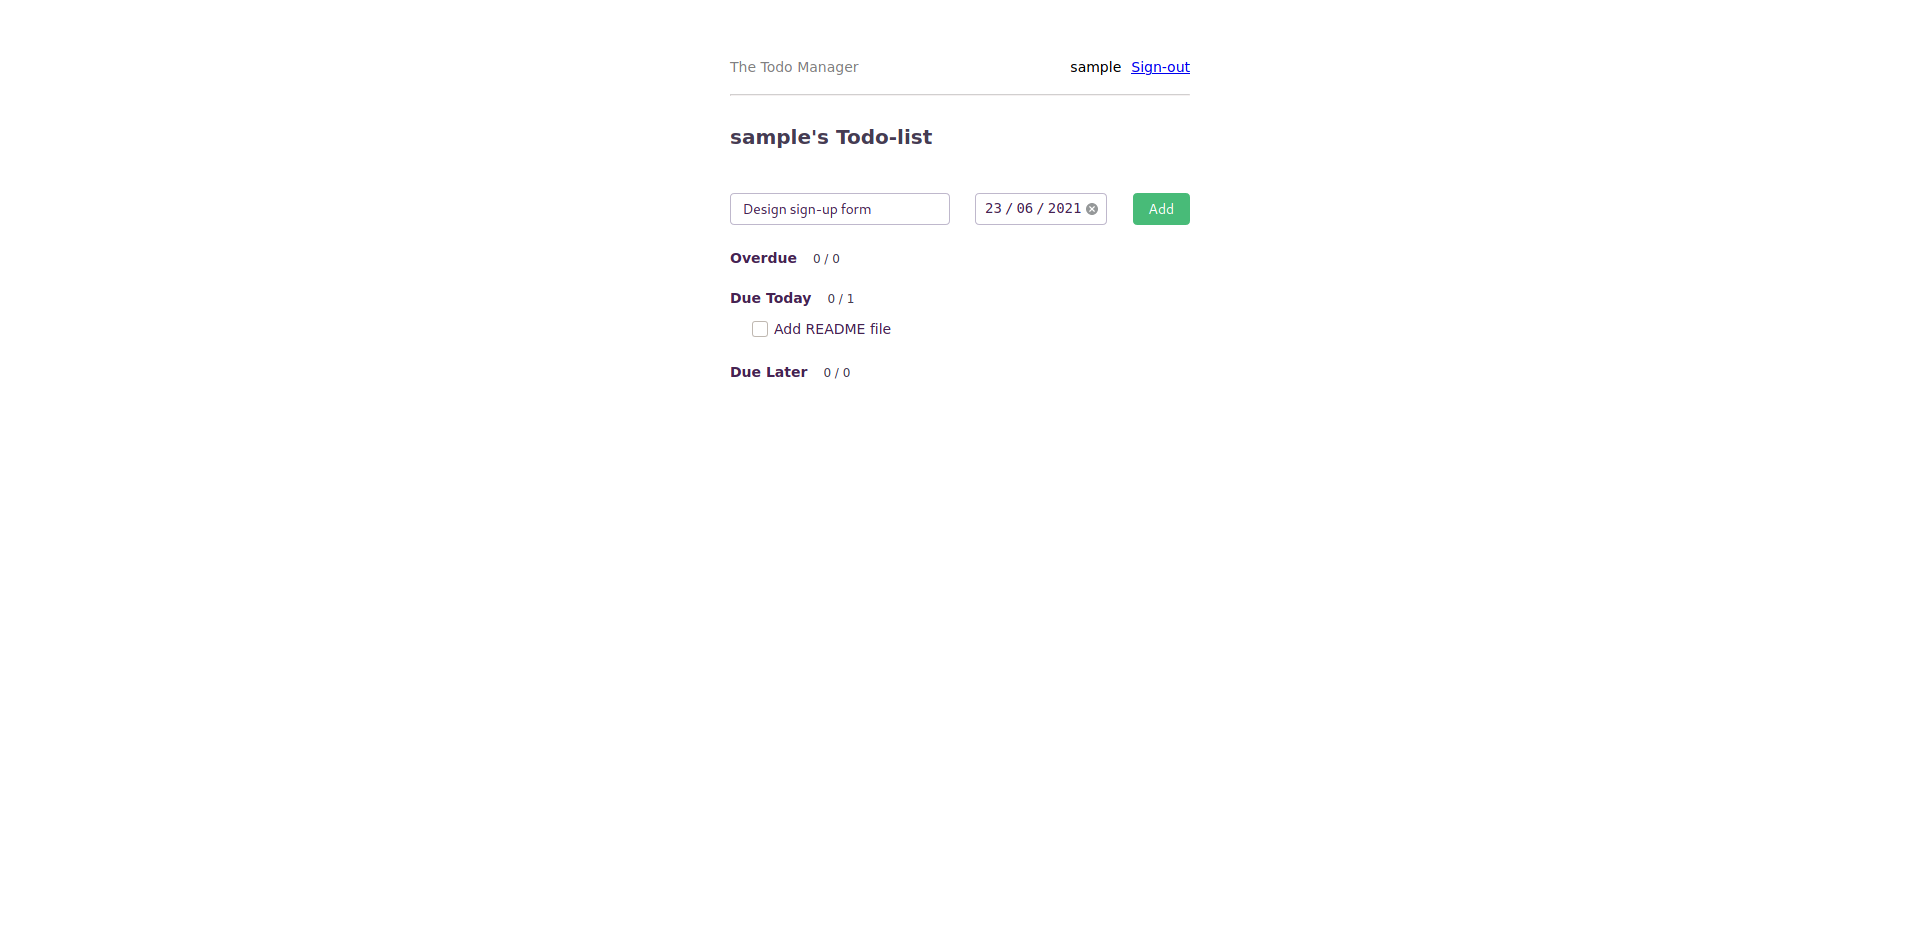 The Todo Manager sample Sign-out
sample's Todo-list
Design sign-up form 23 / 06 / 2021 Add
Overdue 0 / 0
Due Today 0 / 1
Add README file
Due Later 0 / 0